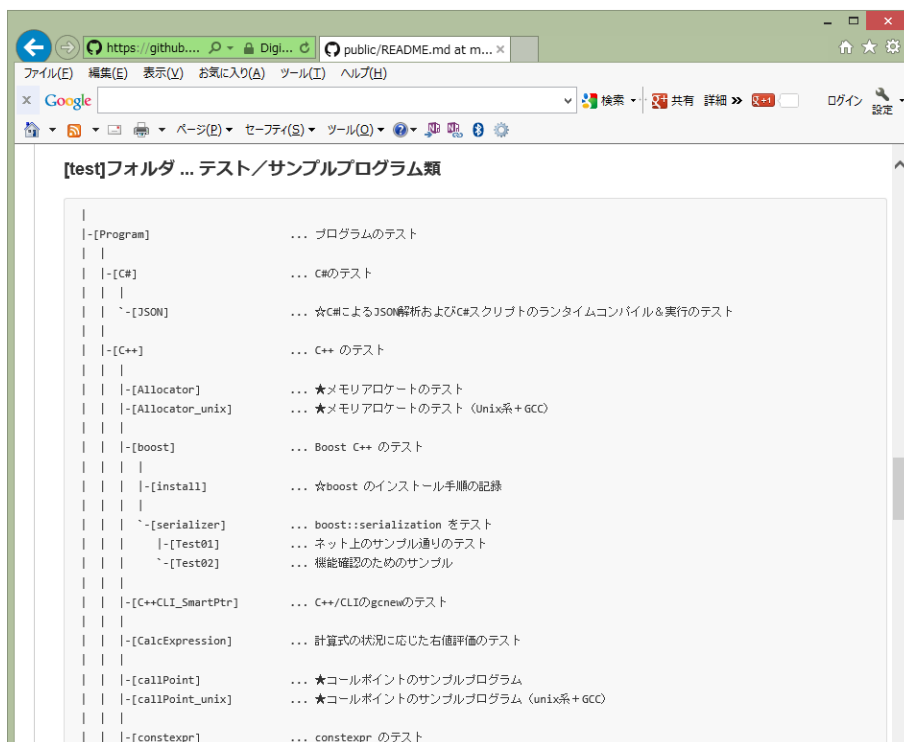 https://github.... Digi... public/README.md at m... ×
ファイル(F) 編集(E) 表示(V) お気に入り(A) ツール(T) ヘルプ(H)
× Google 検索 共有 詳細 >> g+1 ログイン 設定
ページ(P) セーフティ(S) ツール(O)
[test]フォルダ ... テスト／サンプルプログラム類
|
|-[Program] ... プログラムのテスト
| |
| |-[C#] ... C#のテスト
| | |
| | `-[JSON] ... ☆C#によるJSON解析およびC#スクリプトのランタイムコンパイル＆実行のテスト
| |
| |-[C++] ... C++ のテスト
| | |
| | |-[Allocator] ... ★メモリアロケートのテスト
| | |-[Allocator_unix] ... ★メモリアロケートのテスト（Unix系＋GCC）
| | |
| | |-[boost] ... Boost C++ のテスト
| | | |
| | | |-[install] ... ☆boost のインストール手順の記録
| | | |
| | | `-[serializer] ... boost::serialization をテスト
| | |   |-[Test01] ... ネット上のサンプル通りのテスト
| | |   `-[Test02] ... 機能確認のためのサンプル
| | |
| | |-[C++CLI_SmartPtr] ... C++/CLIのgcnewのテスト
| | |
| | |-[CalcExpression] ... 計算式の状況に応じた右値評価のテスト
| | |
| | |-[callPoint] ... ★コールポイントのサンプルプログラム
| | |-[callPoint_unix] ... ★コールポイントのサンプルプログラム（unix系＋GCC）
| | |
| | |-[constexpr] ... constexpr のテスト